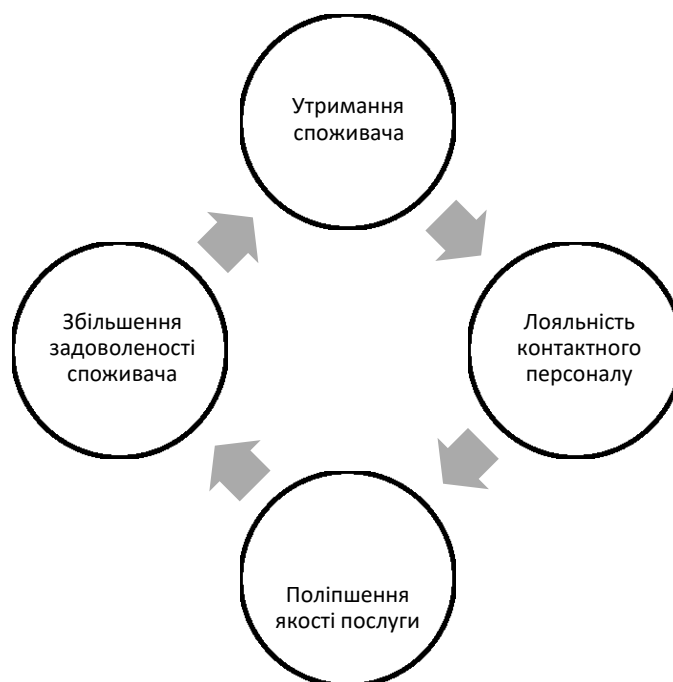 Утримання
споживача
Лояльність
контактного
персоналу
Поліпшення
якості послуги
Збільшення
задоволеності
споживача